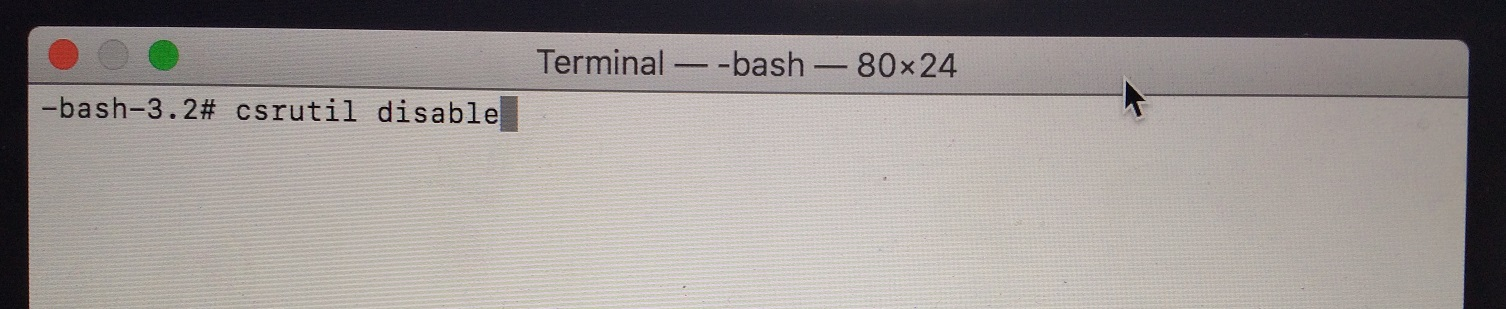 Terminal — -bash — 80×24
-bash-3.2# csrutil disable